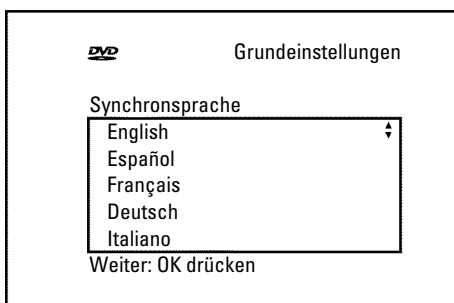 DVD Grundeinstellungen
Synchronsprache
English
Español
Français
Deutsch
Italiano
Weiter: OK drücken